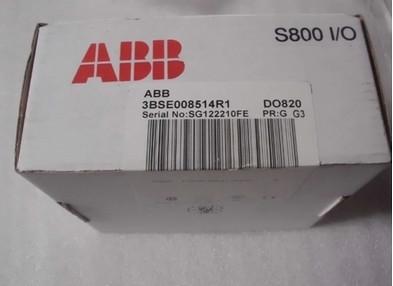 ABB
S800 I/O
ABB
3BSE008514R1 DO820
Serial No:SG122210FE PR:G G3